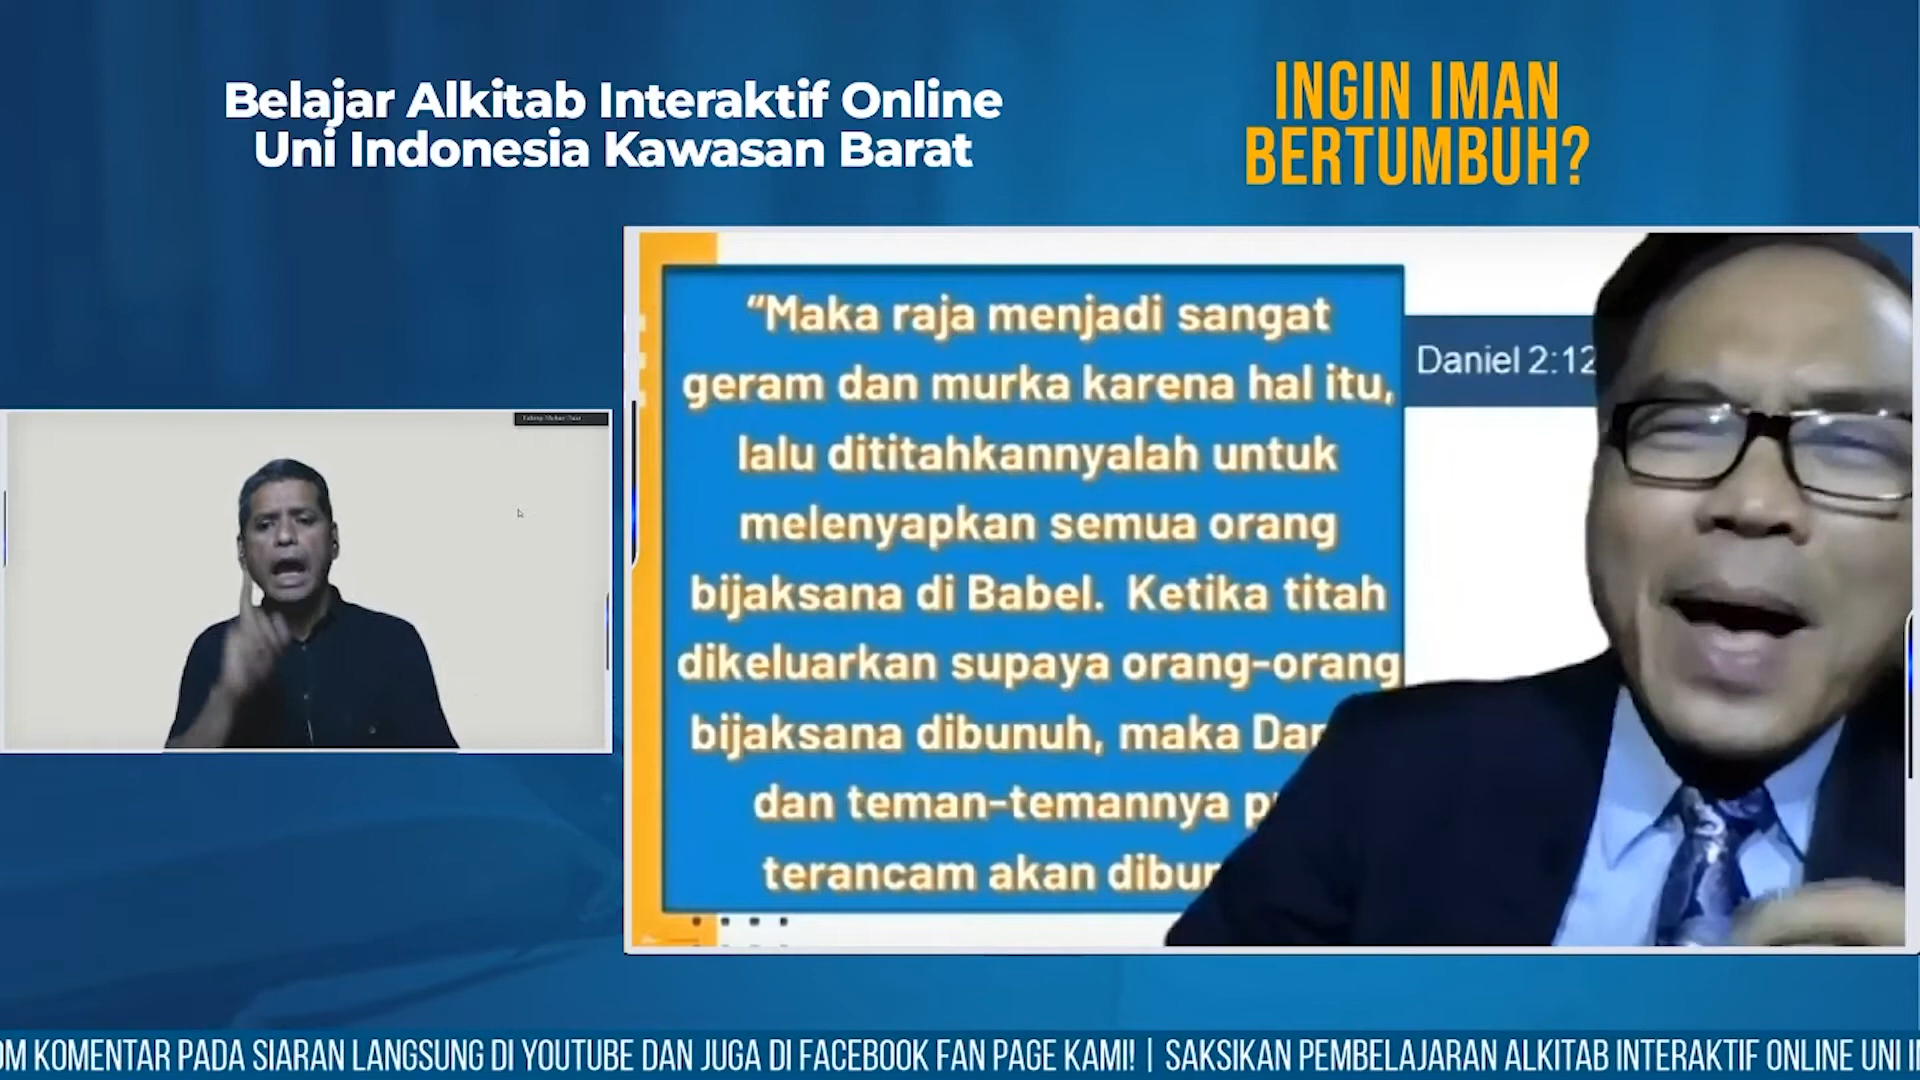 Belajar Alkitab Interaktif Online
Uni Indonesia Kawasan Barat
INGIN IMAN
BERTUMBUH?
“Maka raja menjadi sangat
geram dan murka karena hal itu,
lalu dititahkannyalah untuk
melenyapkan semua orang
bijaksana di Babel. Ketika titah
dikeluarkan supaya orang-orang
bijaksana dibunuh, maka
dan teman-temannya
terancam akan
Daniel 2:12
KOMENTAR PADA SIARAN LANGSUNG DI YOUTUBE DAN JUGA DI FACEBOOK FAN PAGE KAMI! | SAKSIKAN PEMBELAJARAN ALKITAB INTERAKTIF ONLINE UNI